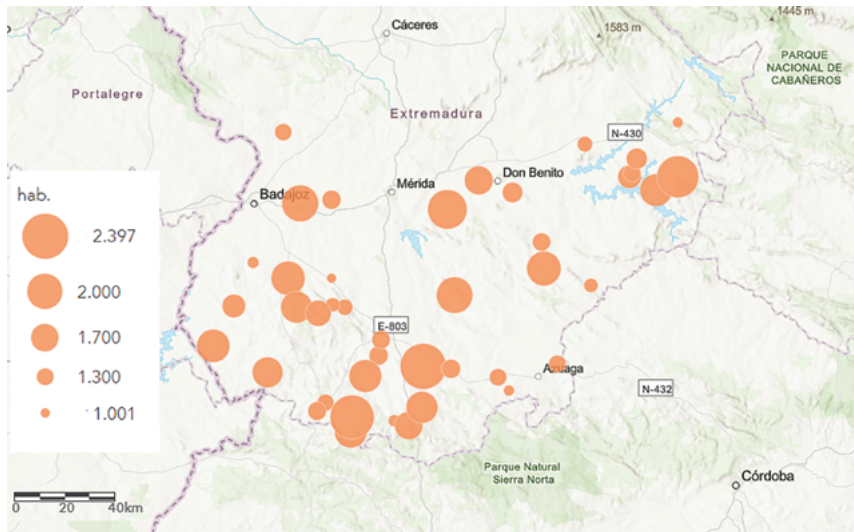 1445 m
1583 m
Cáceres
PARQUE
NACIONAL DE
CABAÑEROS
Portalegre
Extremadura
N-430
Mérida
Don Benito
Badajoz
hab.
2.397
2.000
1.700
1.300
1.001
E-803
Azuaga
N-432
Parque Natural
Sierra Norte
Córdoba
0 20 40km